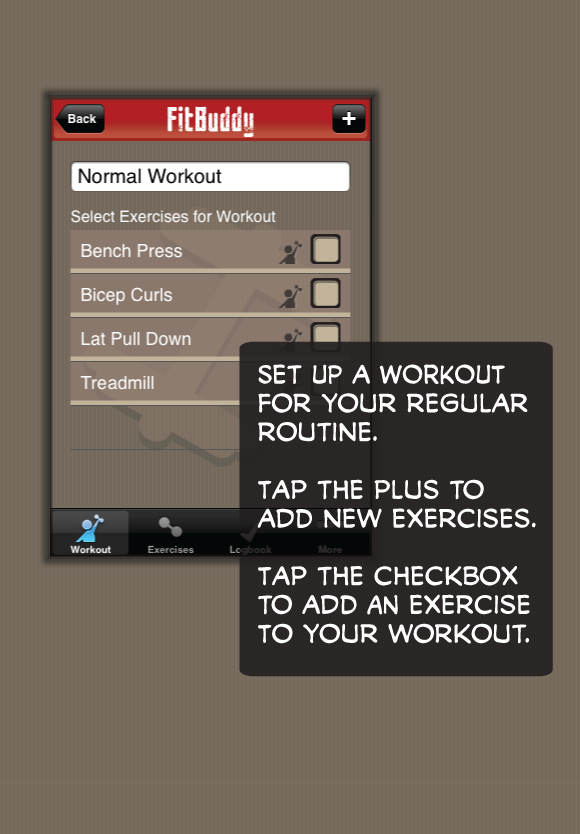 Back
FitBuddy
+
Normal Workout
Select Exercises for Workout
Bench Press
Bicep Curls
Lat Pull Down
Treadmill
SET UP A WORKOUT
FOR YOUR REGULAR
ROUTINE.
TAP THE PLUS TO
ADD NEW EXERCISES.
TAP THE CHECKBOX
TO ADD AN EXERCISE
TO YOUR WORKOUT.
Workout
Exercises
Logbook
More